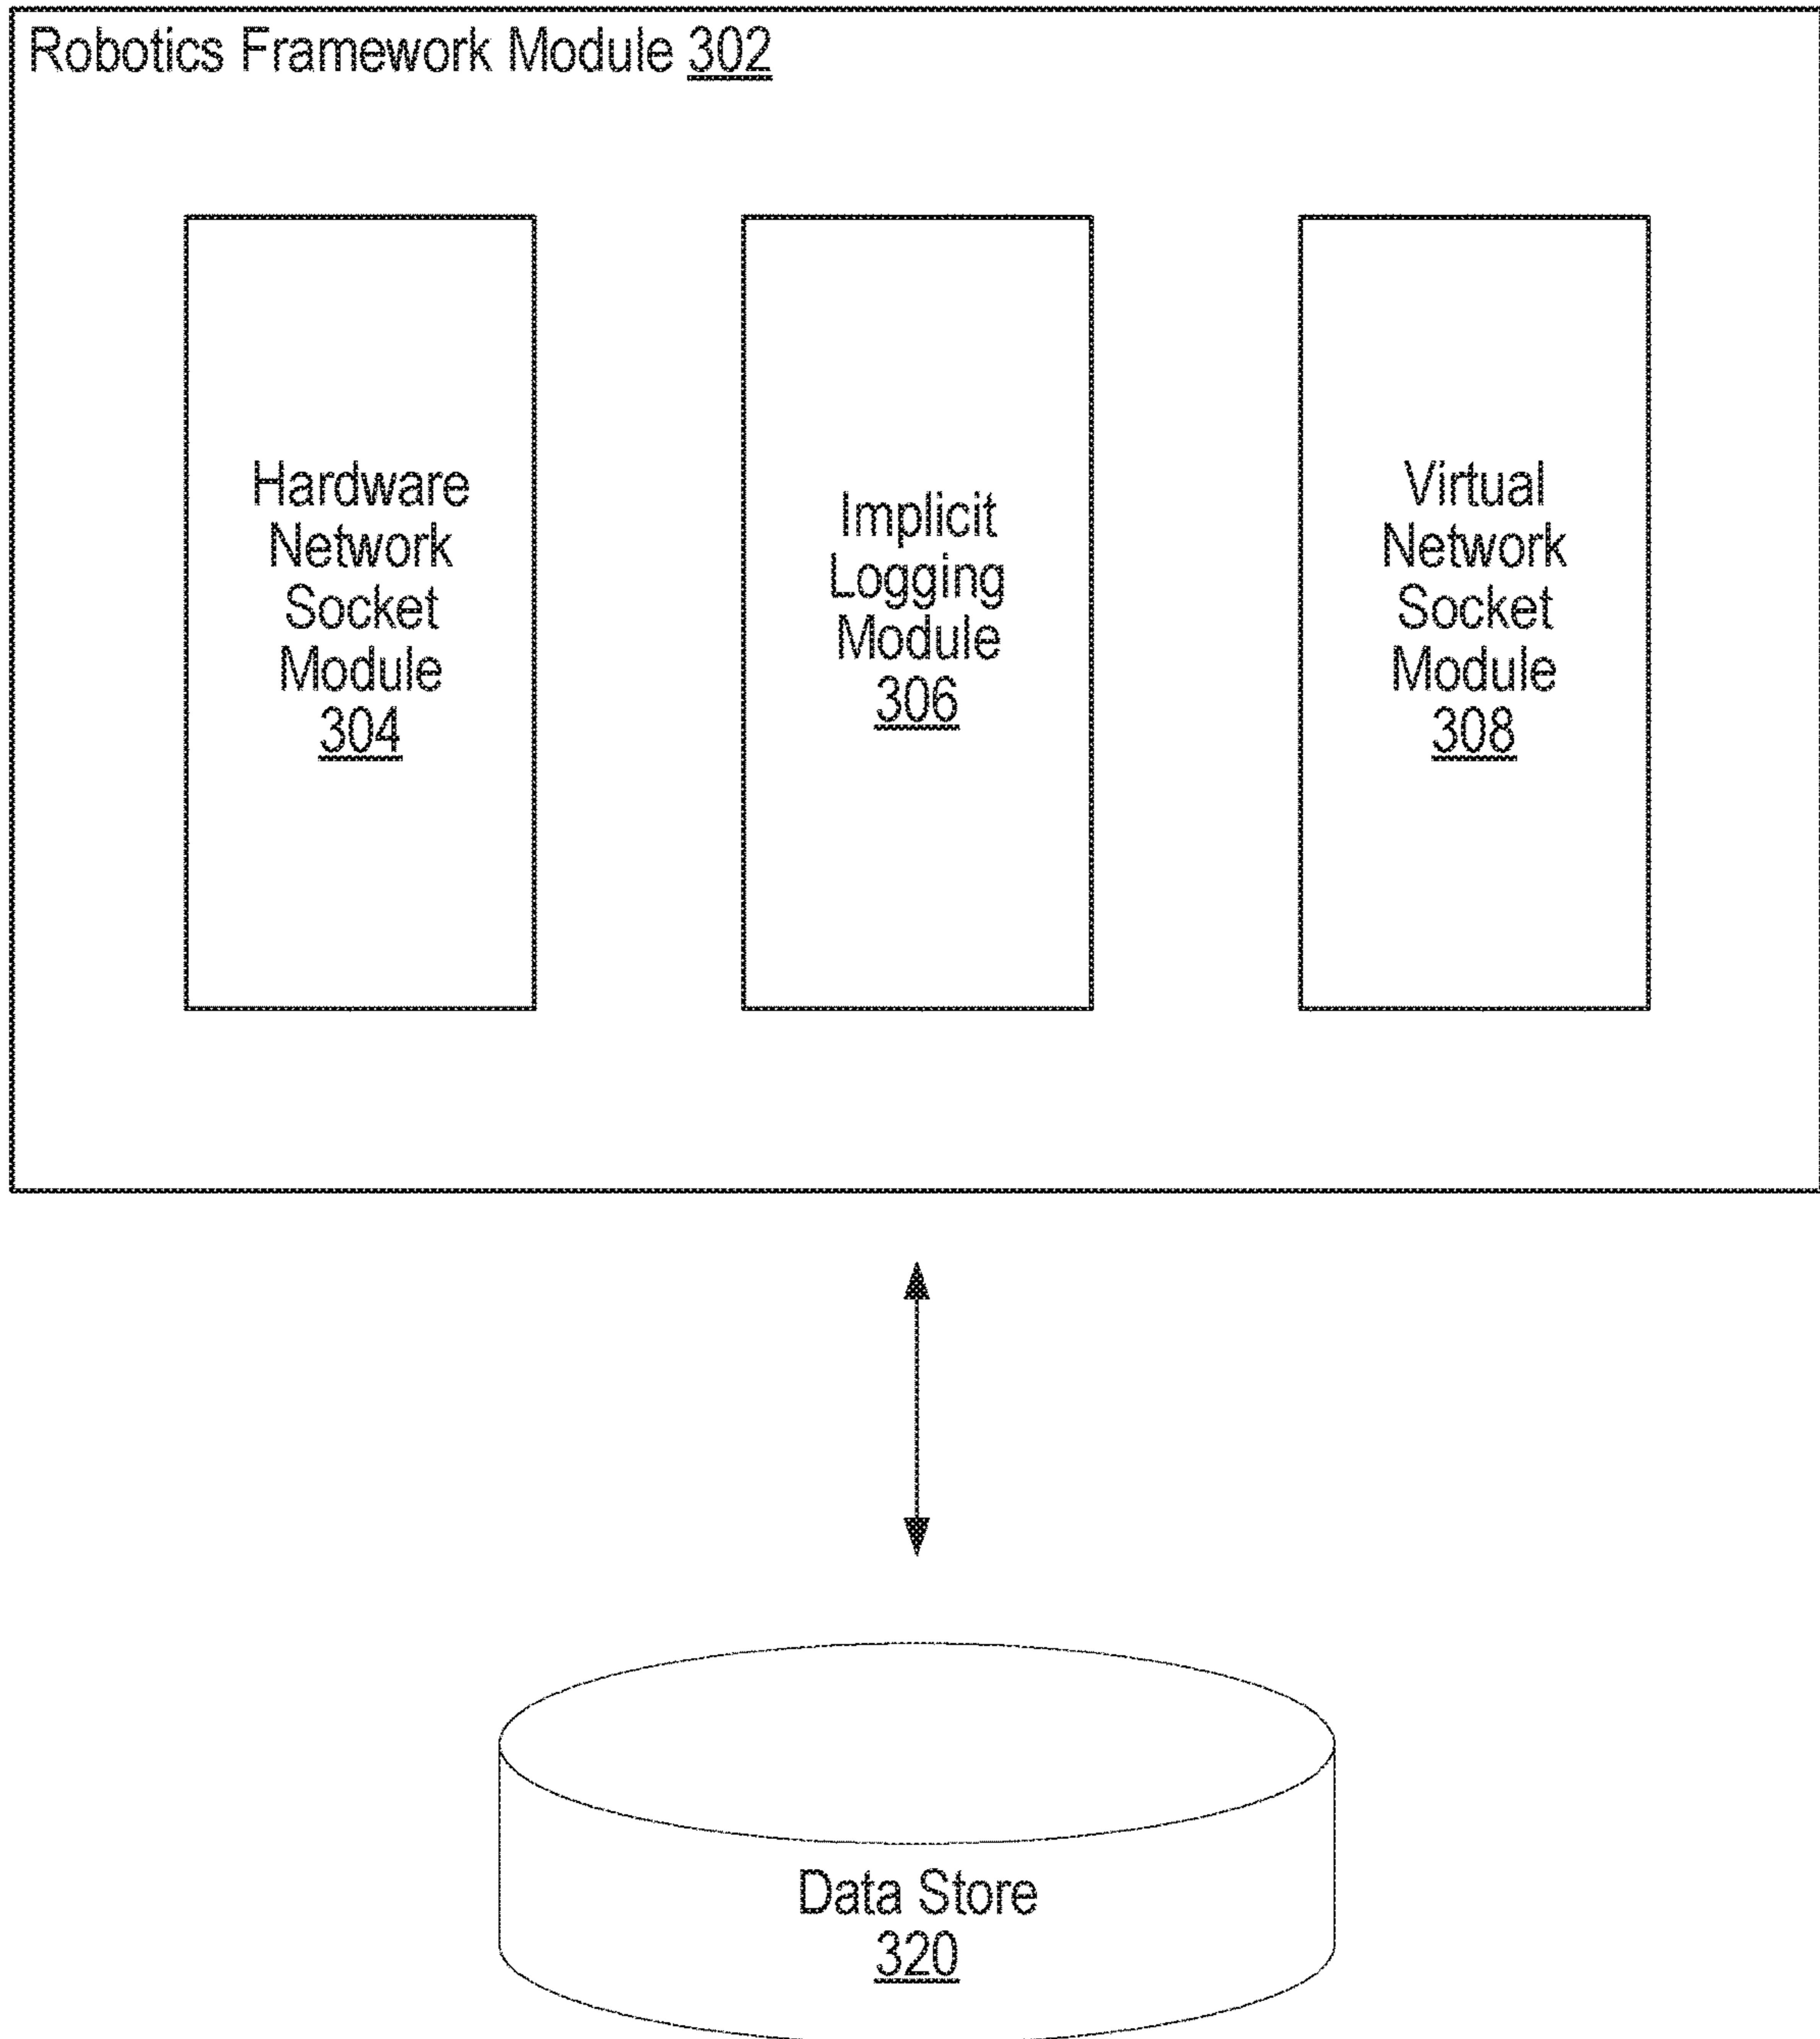 Robotics Framework Module 302
Hardware
Network
Socket
Module
304
Implicit
Logging
Module
306
Virtual
Network
Socket
Module
308
Data Store
320